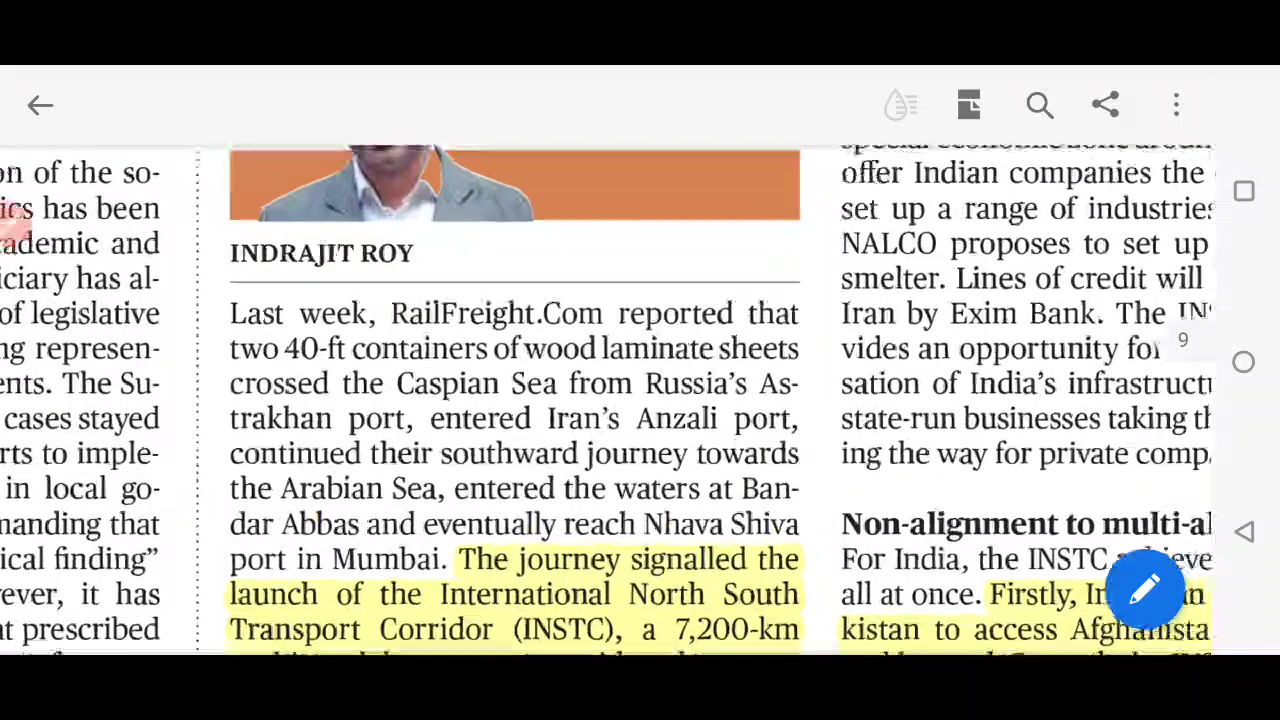 on of the so-
ics has been
cademic and
iciary has al-
of legislative
ng represen-
ents. The Su-
cases stayed
rts to imple-
in local go-
manding that
ical finding"
ever, it has
at prescribed
INDRAJIT ROY
Last week, RailFreight.Com reported that
two 40-ft containers of wood laminate sheets
crossed the Caspian Sea from Russia's As-
trakhan port, entered Iran's Anzali port,
continued their southward journey towards
the Arabian Sea, entered the waters at Ban-
dar Abbas and eventually reach Nhava Shiva
port in Mumbai. The journey signalled the
launch of the International North South
Transport Corridor (INSTC), a 7,200-km
offer Indian companies the
set up a range of industries
NALCO proposes to set up
smelter. Lines of credit will
Iran by Exim Bank. The IN
vides an opportunity for
sation of India's infrastruct
state-run businesses taking th
ing the way for private comp
Non-alignment to multi-al
For India, the INSTC
all at once. Firstly,
kistan to access Afghanista
9